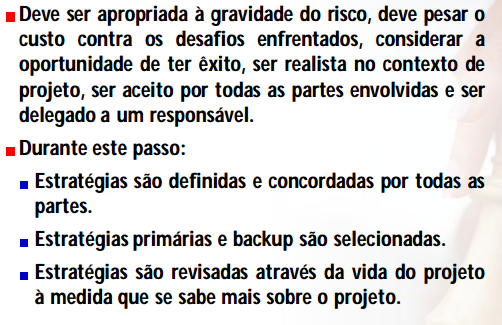 Deve ser apropriada à gravidade do risco, deve pesar o
custo contra os desafios enfrentados, considerar a
oportunidade de ter êxito, ser realista no contexto de
projeto, ser aceito por todas as partes envolvidas e ser
delegado a um responsável.
Durante este passo:
Estratégias são definidas e concordadas por todas as
partes.
Estratégias primárias e backup são selecionadas.
Estratégias são revisadas através da vida do projeto
à medida que se sabe mais sobre o projeto.